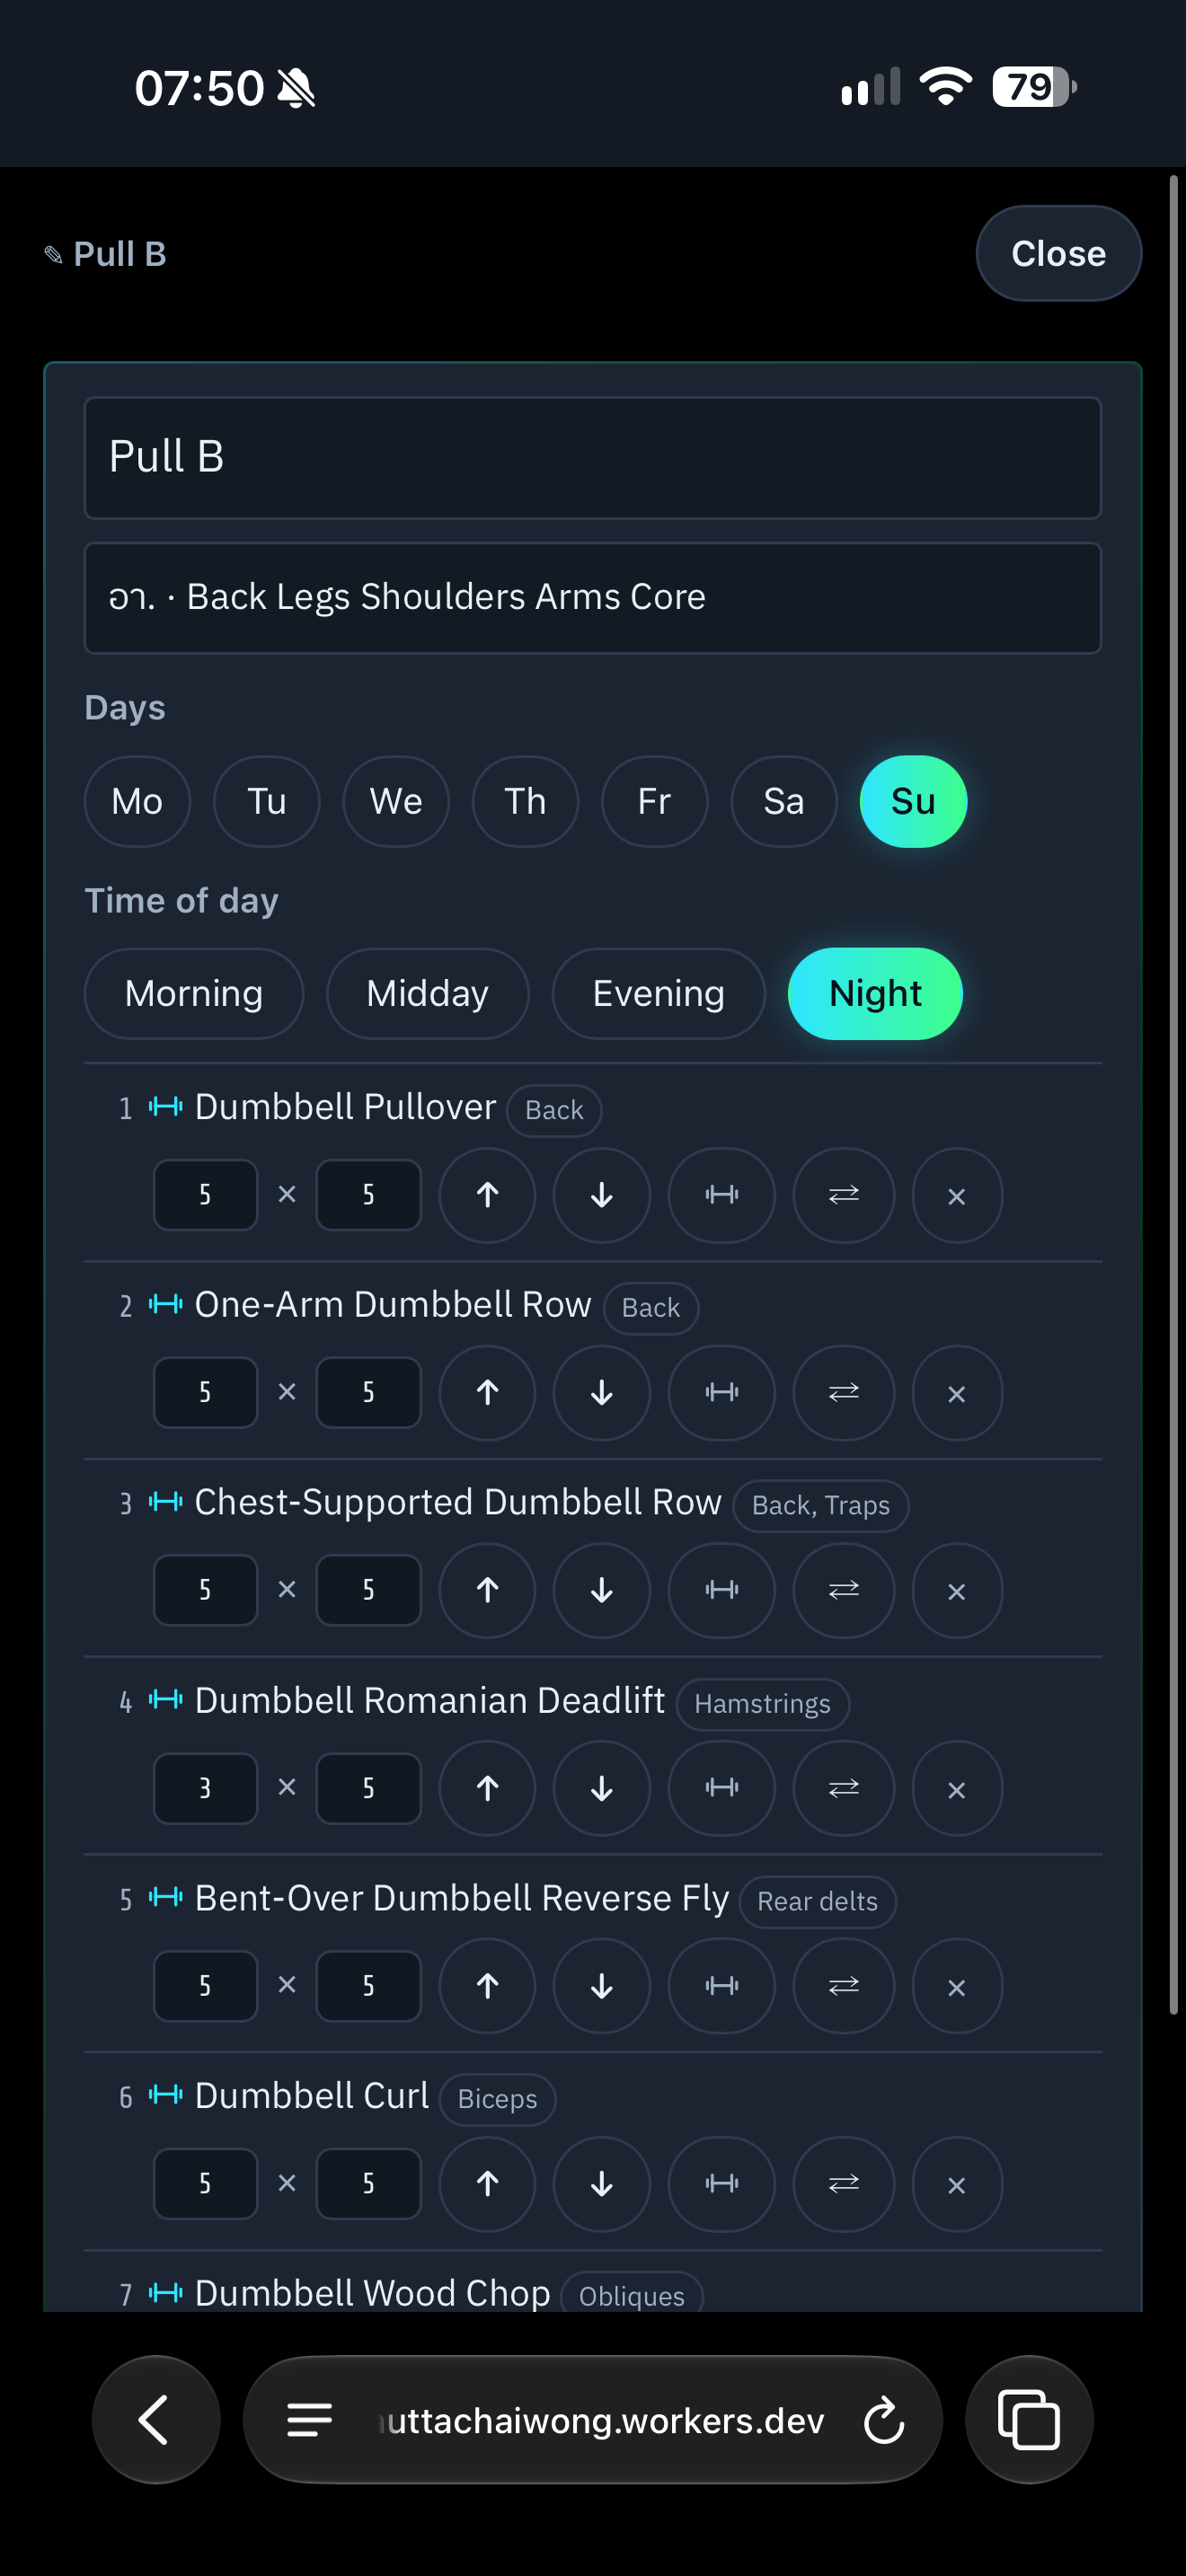 07:50 79
✎ Pull B Close
Pull B
อา. · Back Legs Shoulders Arms Core
Days
Mo Tu We Th Fr Sa Su
Time of day
Morning Midday Evening Night
1 Dumbbell Pullover Back
5 × 5 ↑ ↓ ⇄ ×
2 One-Arm Dumbbell Row Back
5 × 5 ↑ ↓ ⇄ ×
3 Chest-Supported Dumbbell Row Back, Traps
5 × 5 ↑ ↓ ⇄ ×
4 Dumbbell Romanian Deadlift Hamstrings
3 × 5 ↑ ↓ ⇄ ×
5 Bent-Over Dumbbell Reverse Fly Rear delts
5 × 5 ↑ ↓ ⇄ ×
6 Dumbbell Curl Biceps
5 × 5 ↑ ↓ ⇄ ×
7 Dumbbell Wood Chop Obliques
uttachaiwong.workers.dev